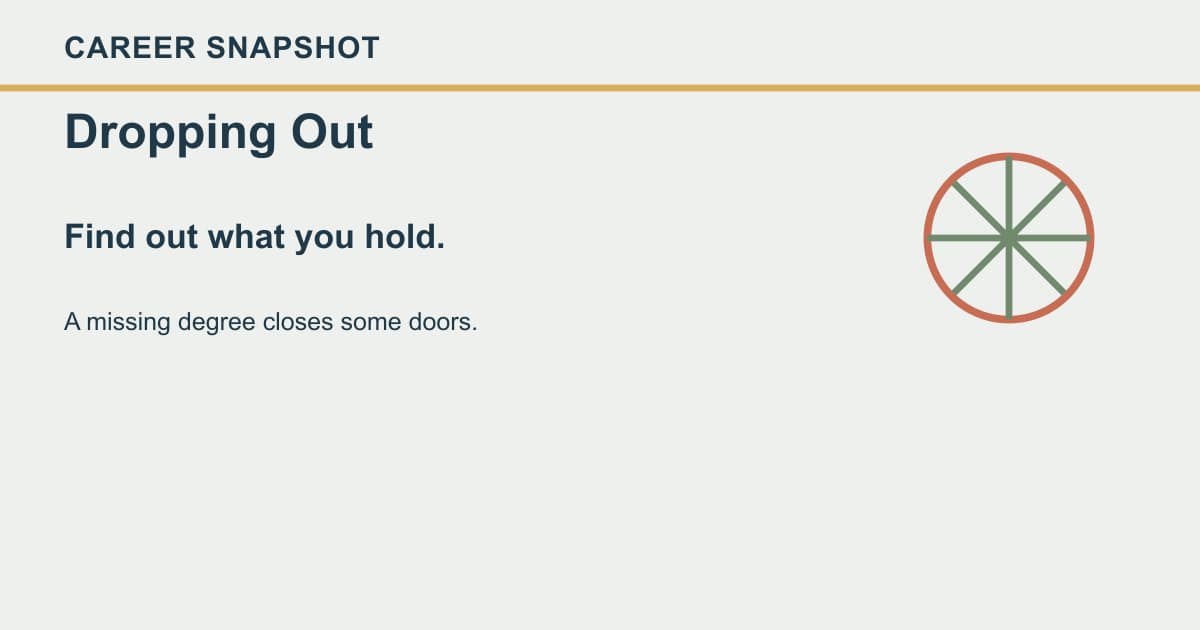 CAREER SNAPSHOT
Dropping Out
Find out what you hold.
A missing degree closes some doors.